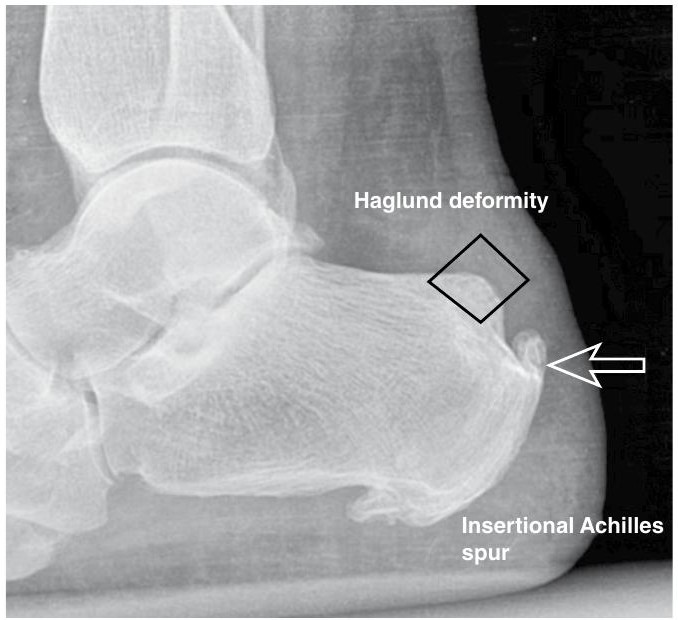 Haglund deformity
Insertional Achilles
spur